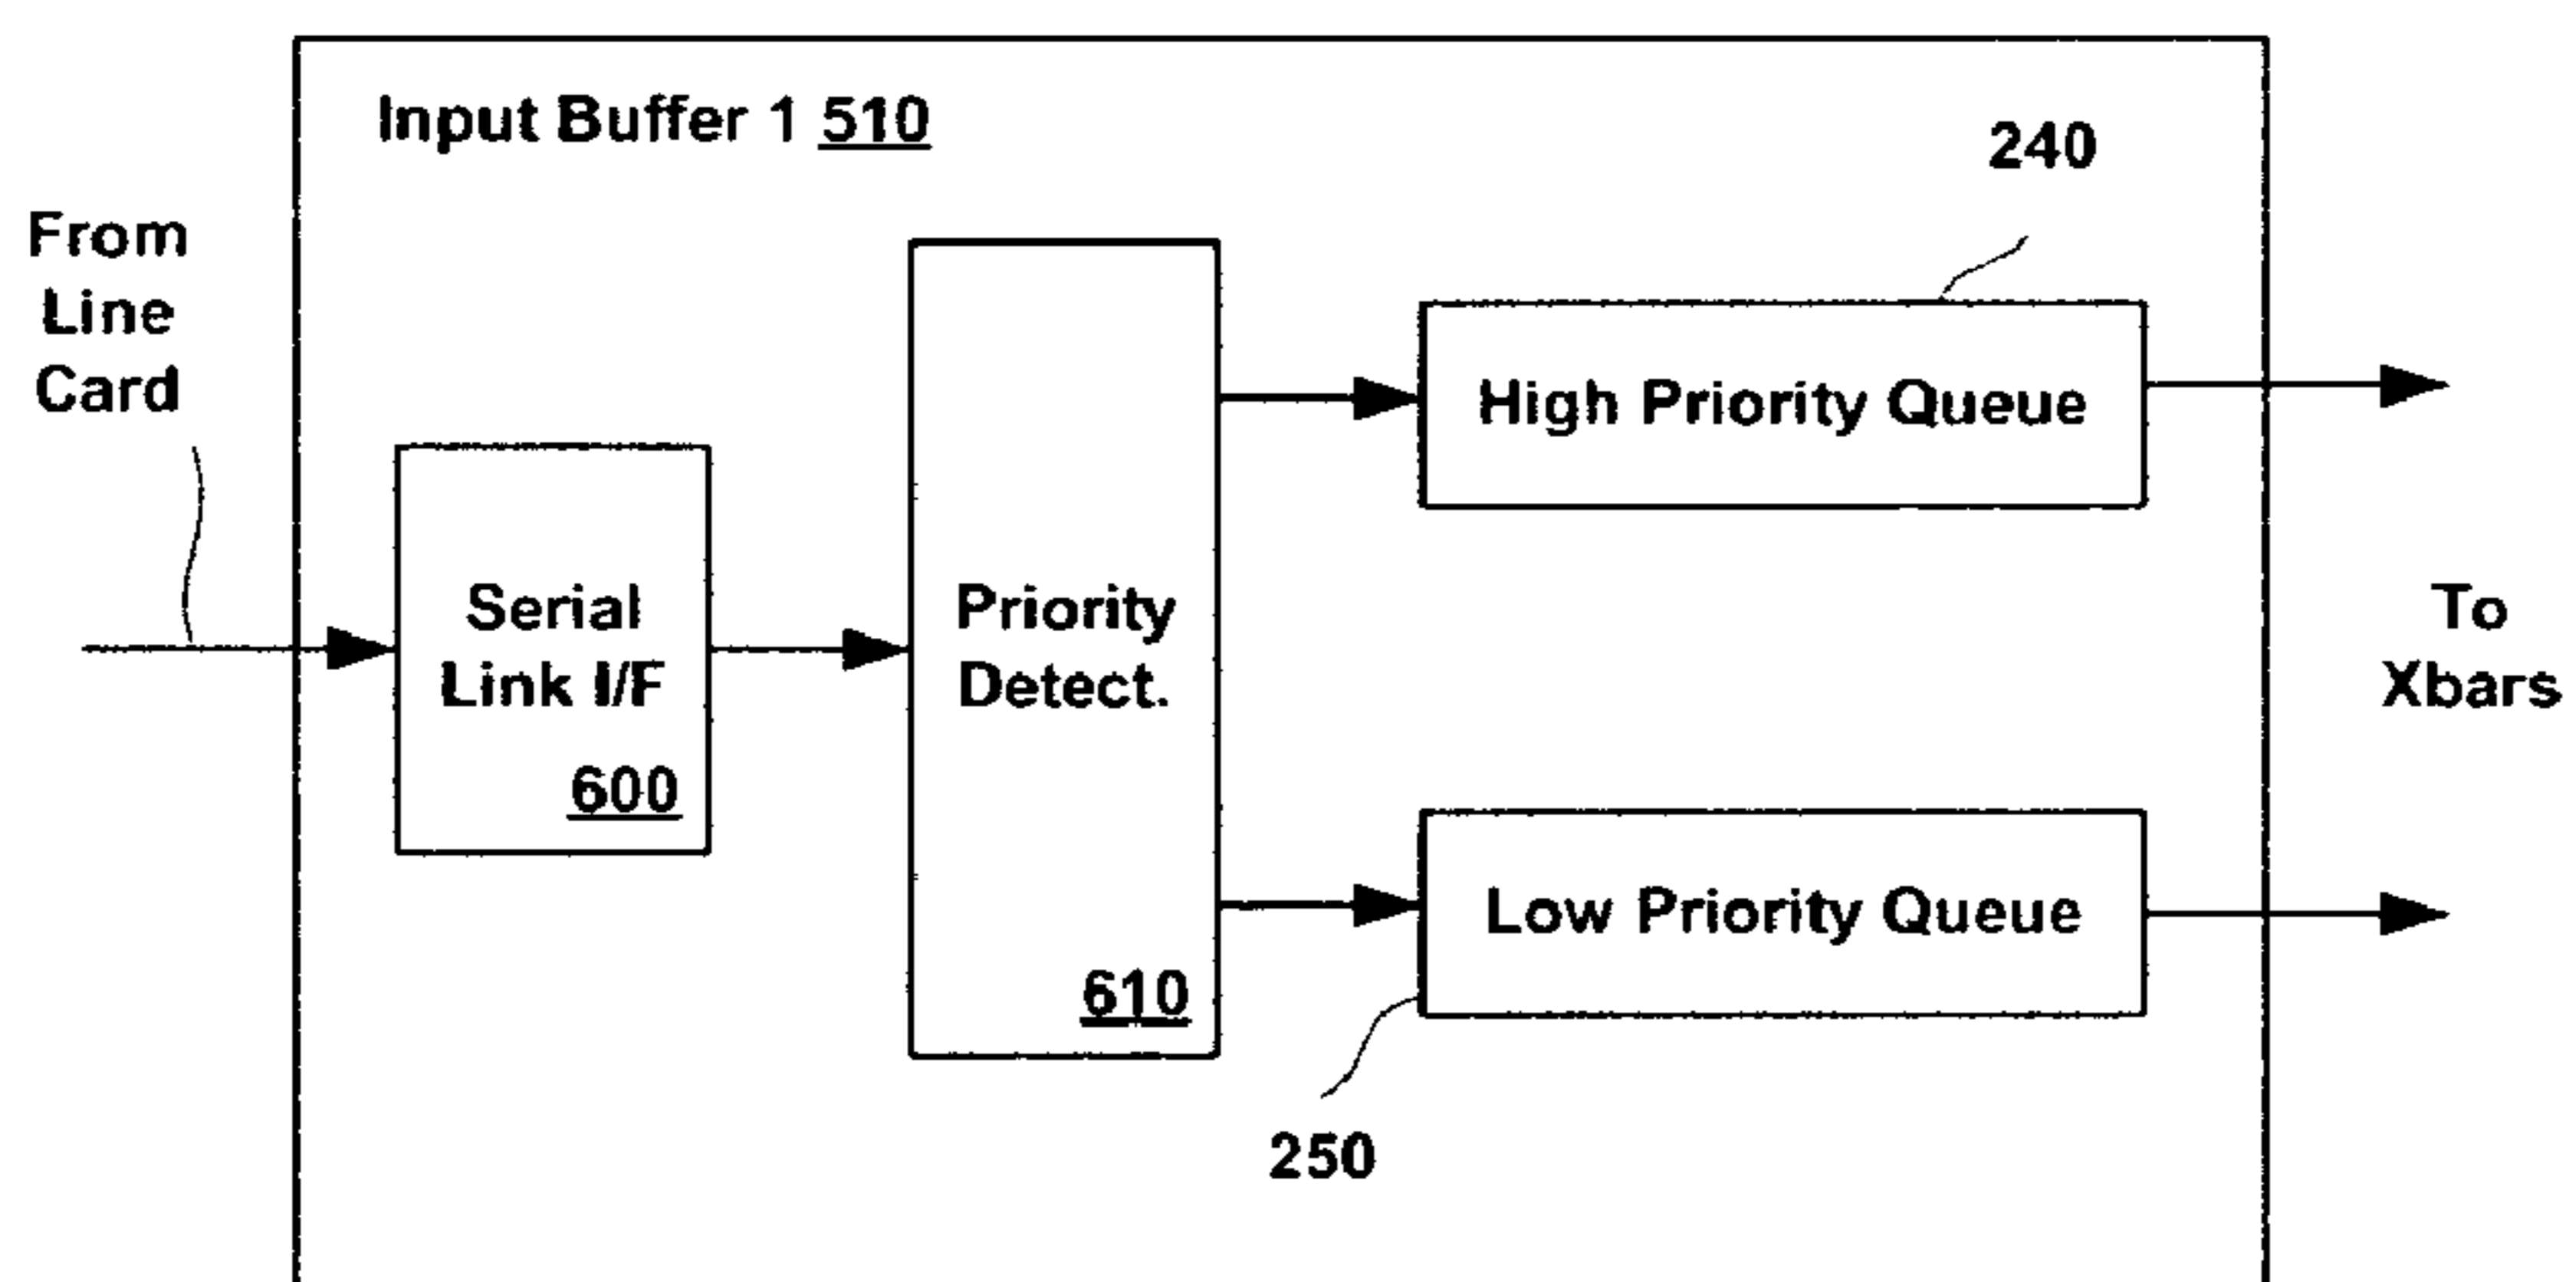 Input Buffer 1 510
240
From
Line
Card
High Priority Queue
Serial
Link I/F
600
Priority
Detect.
610
To
Xbars
Low Priority Queue
250